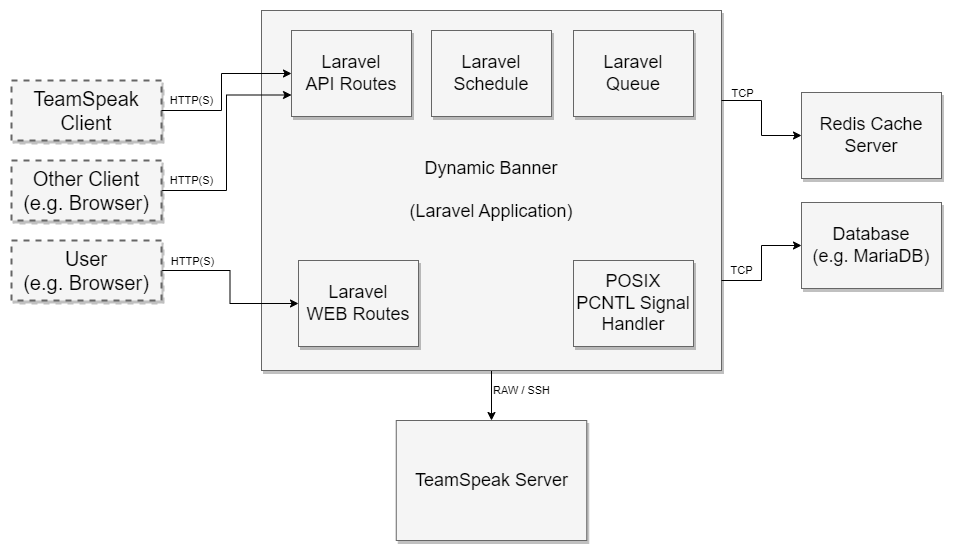 TeamSpeak
Client
HTTP(S)
Other Client
(e.g. Browser)
HTTP(S)
User
(e.g. Browser)
HTTP(S)
Laravel
API Routes
Laravel
Schedule
Laravel
Queue
Dynamic Banner
(Laravel Application)
Laravel
WEB Routes
POSIX
PCNTL Signal
Handler
TCP
Redis Cache
Server
TCP
Database
(e.g. MariaDB)
RAW / SSH
TeamSpeak Server